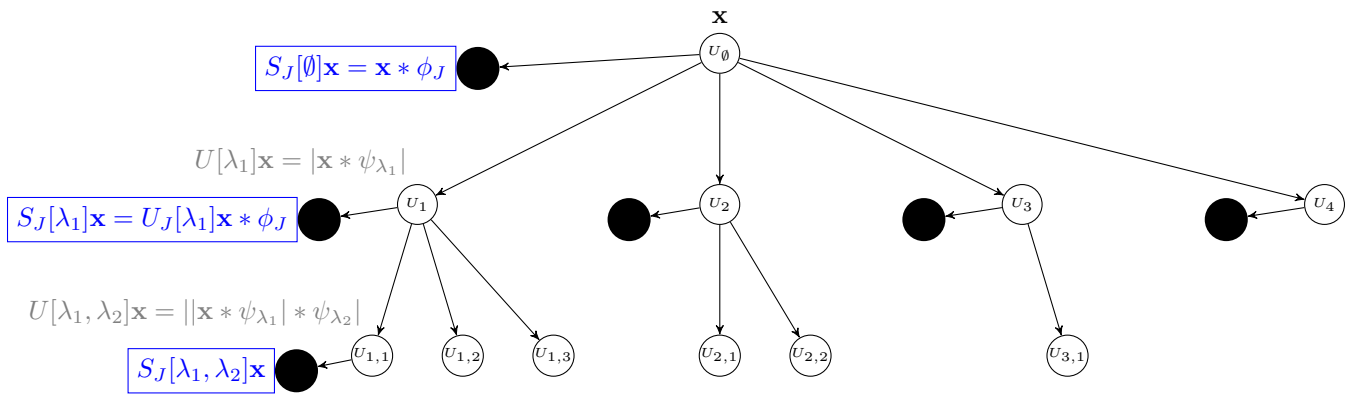 𝐱
U_∅
S_J[∅]𝐱 = 𝐱 ∗ ϕ_J
U[λ_1]𝐱 = |𝐱 ∗ ψ_{λ_1}|
S_J[λ_1]𝐱 = U_J[λ_1]𝐱 ∗ ϕ_J
U_1 U_2 U_3 U_4
U[λ_1, λ_2]𝐱 = ||𝐱 ∗ ψ_{λ_1}| ∗ ψ_{λ_2}|
U_{1,1} U_{1,2} U_{1,3} U_{2,1} U_{2,2} U_{3,1}
S_J[λ_1, λ_2]𝐱